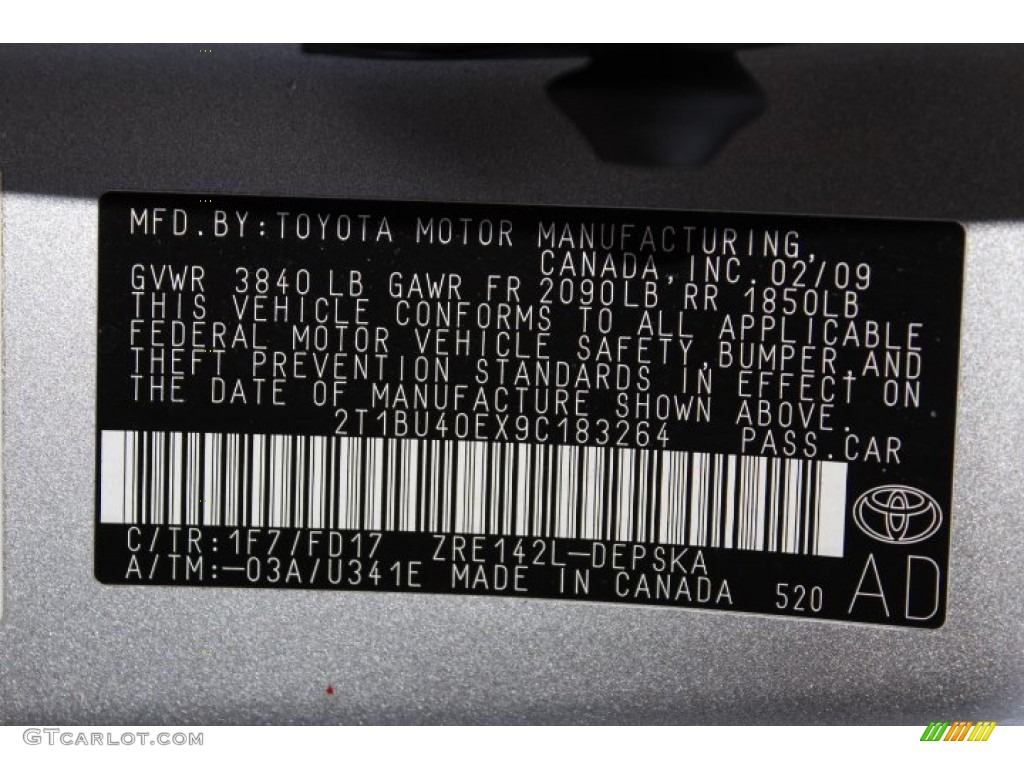 MFD.BY:TOYOTA MOTOR MANUFACTURING,
CANADA,INC.02/09
GVWR 3840 LB GAWR FR 2090LB RR 1850LB
THIS VEHICLE CONFORMS TO ALL APPLICABLE
FEDERAL MOTOR VEHICLE SAFETY,BUMPER,AND
THEFT PREVENTION STANDARDS IN EFFECT ON
THE DATE OF MANUFACTURE SHOWN ABOVE.
2T1BU40EX9C183264 PASS.CAR
C/TR:1F7/FD17 ZRE142L-DEPSKA
A/TM:-03A/U341E MADE IN CANADA 520 AD
GTCarlot.com